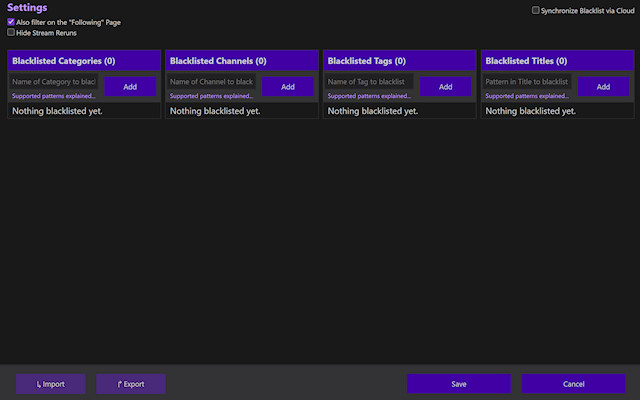 Settings
Also filter on the "Following" Page
Hide Stream Reruns
Synchronize Blacklist via Cloud
Blacklisted Categories (0)
Name of Category to blac
Add
Supported patterns explained...
Nothing blacklisted yet.
Blacklisted Channels (0)
Name of Channel to black
Add
Supported patterns explained...
Nothing blacklisted yet.
Blacklisted Tags (0)
Name of Tag to blacklist
Add
Supported patterns explained...
Nothing blacklisted yet.
Blacklisted Titles (0)
Pattern in Title to blacklist
Add
Supported patterns explained...
Nothing blacklisted yet.
Import
Export
Save
Cancel